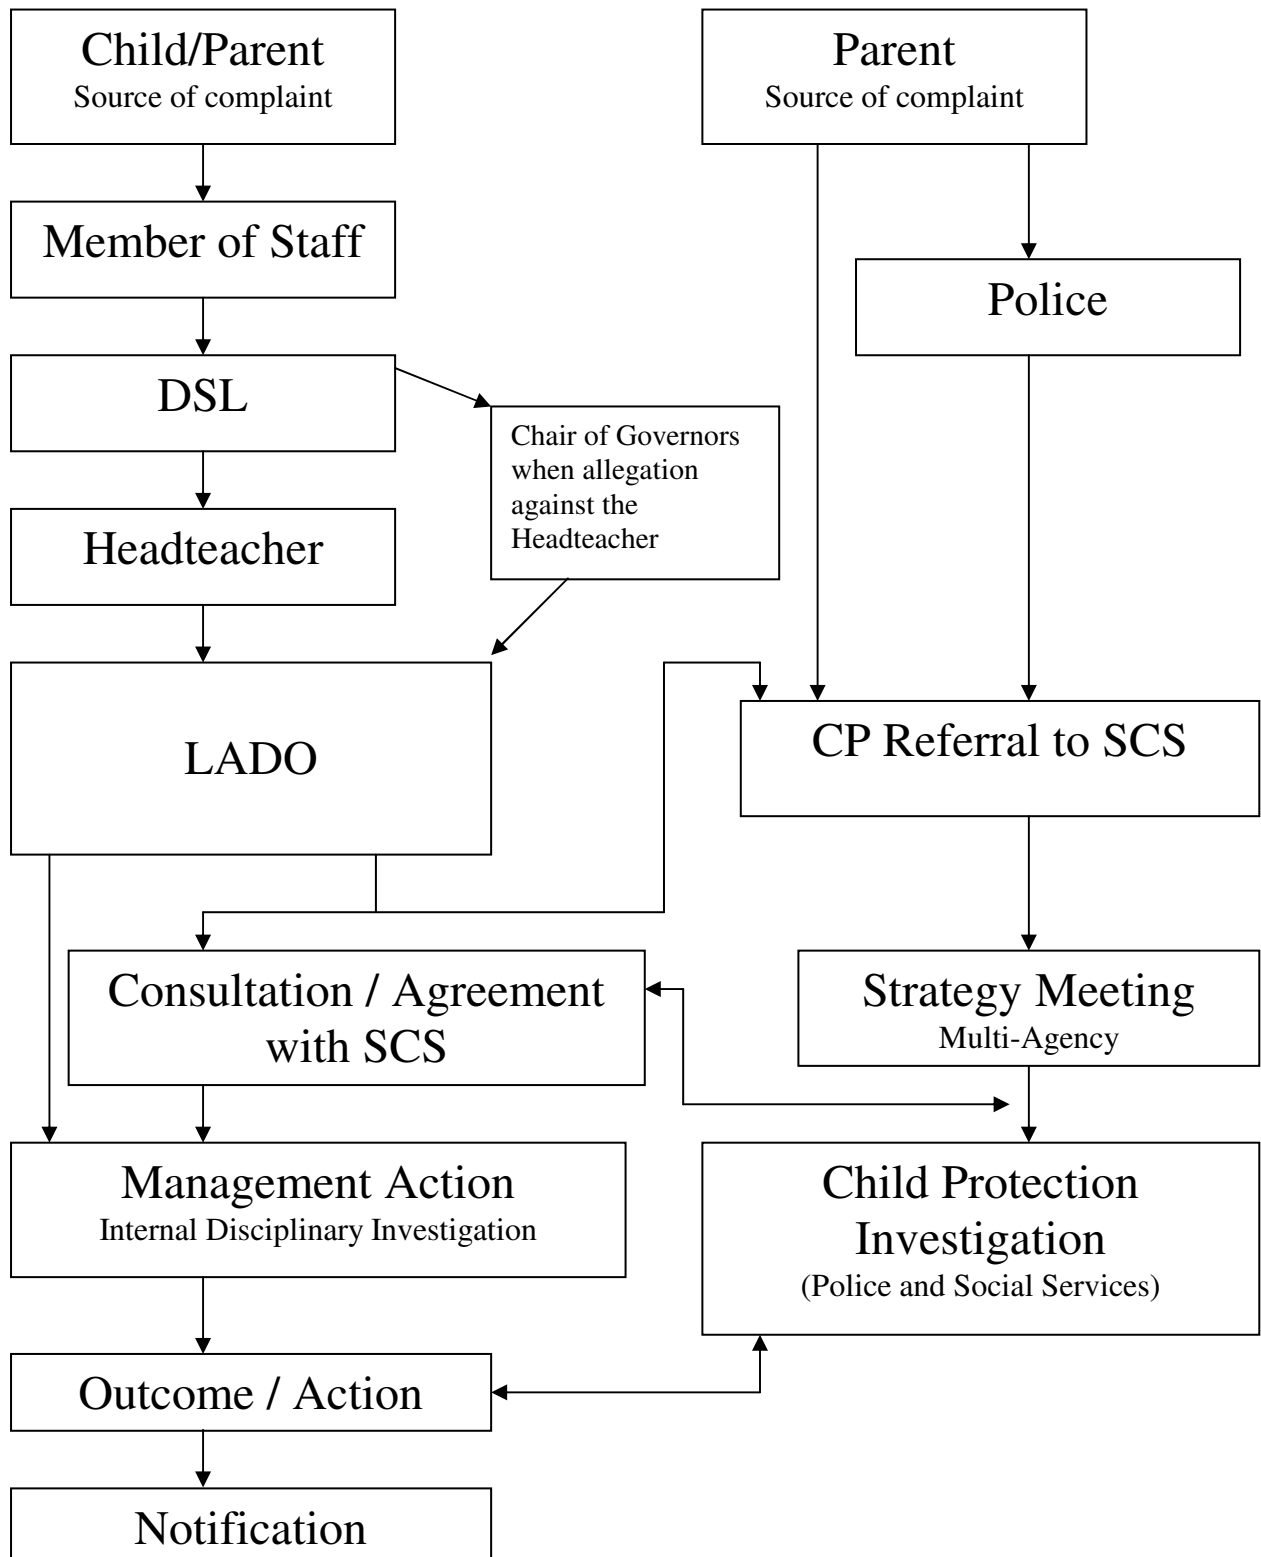 Child/Parent
Source of complaint
Parent
Source of complaint
Member of Staff
Police
DSL
Chair of Governors
when allegation
against the
Headteacher
Headteacher
LADO
CP Referral to SCS
Consultation / Agreement
with SCS
Strategy Meeting
Multi-Agency
Management Action
Internal Disciplinary Investigation
Child Protection
Investigation
(Police and Social Services)
Outcome / Action
Notification